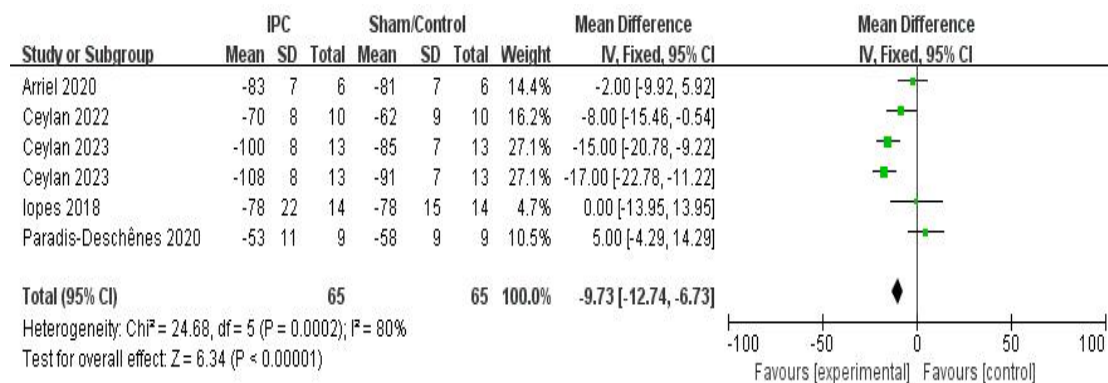 IPC Sham/Control Mean Difference Mean Difference
Study or Subgroup Mean SD Total Mean SD Total Weight IV, Fixed, 95% CI IV, Fixed, 95% CI
Arriel 2020 -83 7 6 -81 7 6 14.4% -2.00 [-9.92, 5.92]
Ceylan 2022 -70 8 10 -62 9 10 16.2% -8.00 [-15.46, -0.54]
Ceylan 2023 -100 8 13 -85 7 13 27.1% -15.00 [-20.78, -9.22]
Ceylan 2023 -108 8 13 -91 7 13 27.1% -17.00 [-22.78, -11.22]
lopes 2018 -78 22 14 -78 15 14 4.7% 0.00 [-13.95, 13.95]
Paradis-Deschênes 2020 -53 11 9 -58 9 9 10.5% 5.00 [-4.29, 14.29]
Total (95% CI) 65 65 100.0% -9.73 [-12.74, -6.73]
Heterogeneity: Chi² = 24.68, df = 5 (P = 0.0002); I² = 80%
Test for overall effect: Z = 6.34 (P < 0.00001)
-100 -50 0 50 100
Favours [experimental] Favours [control]